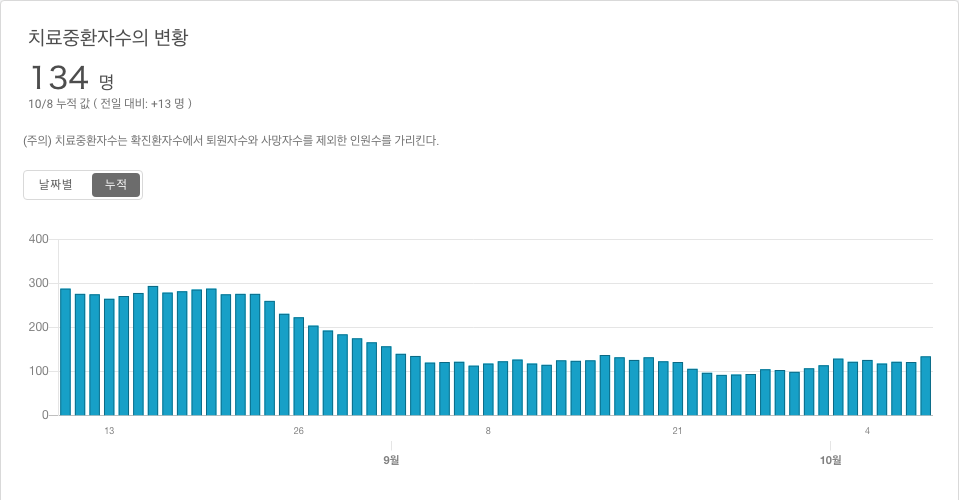 치료중환자수의 변황
134 명
10/8 누적 값 ( 전일 대비: +13 명 )
(주의) 치료중환자수는 확진환자수에서 퇴원자수와 사망자수를 제외한 인원수를 가리킨다.
날짜별 누적
400
300
200
100
0
13 26 8 21 4
9월 10월